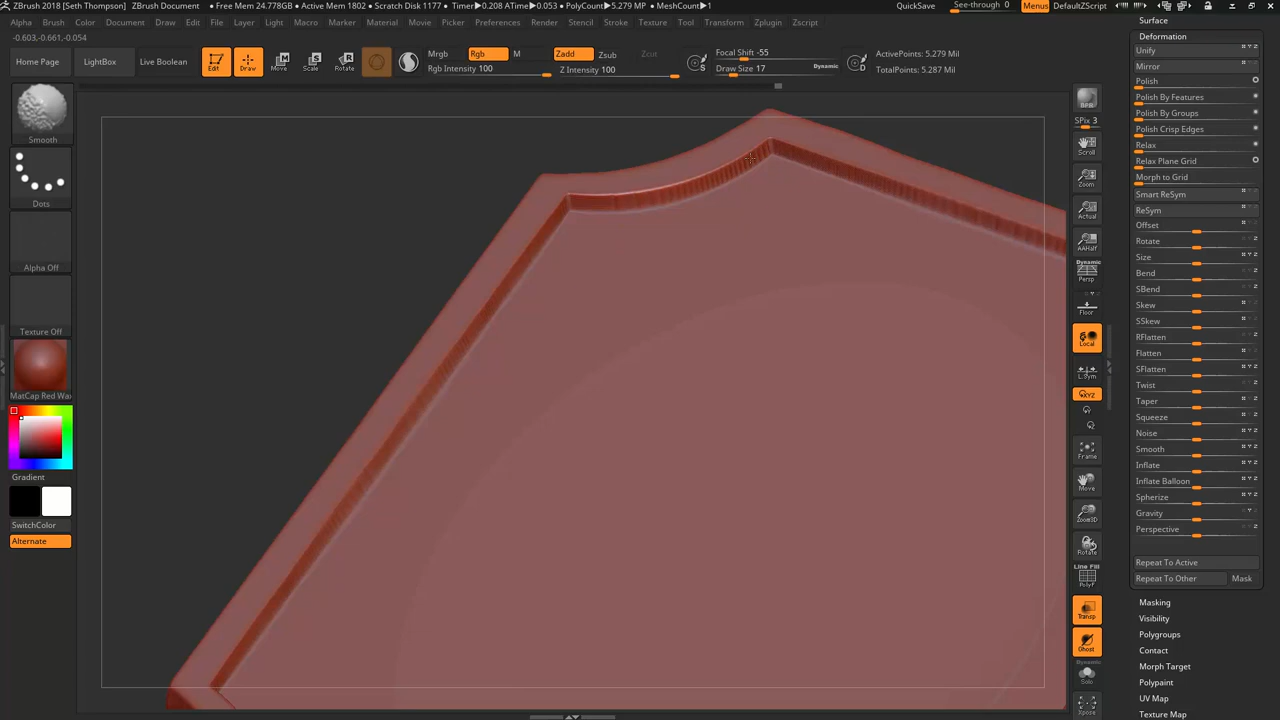 ZBrush 2018 [Seth Thompson] ZBrush Document • Free Mem 24.778GB • Active Mem 1802 • Scratch Disk 1177 • Timer▶0.208 ATime▶0.053 • PolyCount▶5.279 MP • MeshCount▶1
QuickSave See-through 0 Menus DefaultZScript
Alpha Brush Color Document Draw Edit File Layer Light Macro Marker Material Movie Picker Preferences Render Stencil Stroke Texture Tool Transform Zplugin Zscript
-0.603,-0.661,-0.054
Home Page LightBox Live Boolean Edit Draw Move Scale Rotate
Mrgb Rgb M Zadd Zsub Zcut
Rgb Intensity 100 Z Intensity 100
S Focal Shift -55
Draw Size 17 Dynamic
D ActivePoints: 5.279 Mil
TotalPoints: 5.287 Mil
Smooth
Dots
Alpha Off
Texture Off
MatCap Red Wax
Gradient
SwitchColor
Alternate
BPR
SPix 3
Scroll
Zoom
Actual
AAHalf
Dynamic
Persp
Floor
Local
L.Sym
XYZ
Frame
Move
Zoom3D
Rotate
Line Fill
PolyF
Transp
Ghost
Dynamic
Solo
Xpose
Surface
Deformation
Unify
Mirror
Polish
Polish By Features
Polish By Groups
Polish Crisp Edges
Relax
Relax Plane Grid
Morph to Grid
Smart ReSym
ReSym
Offset
Rotate
Size
Bend
SBend
Skew
SSkew
RFlatten
Flatten
SFlatten
Twist
Taper
Squeeze
Noise
Smooth
Inflate
Inflate Balloon
Spherize
Gravity
Perspective
Repeat To Active
Repeat To Other Mask
Masking
Visibility
Polygroups
Contact
Morph Target
Polypaint
UV Map
Texture Map